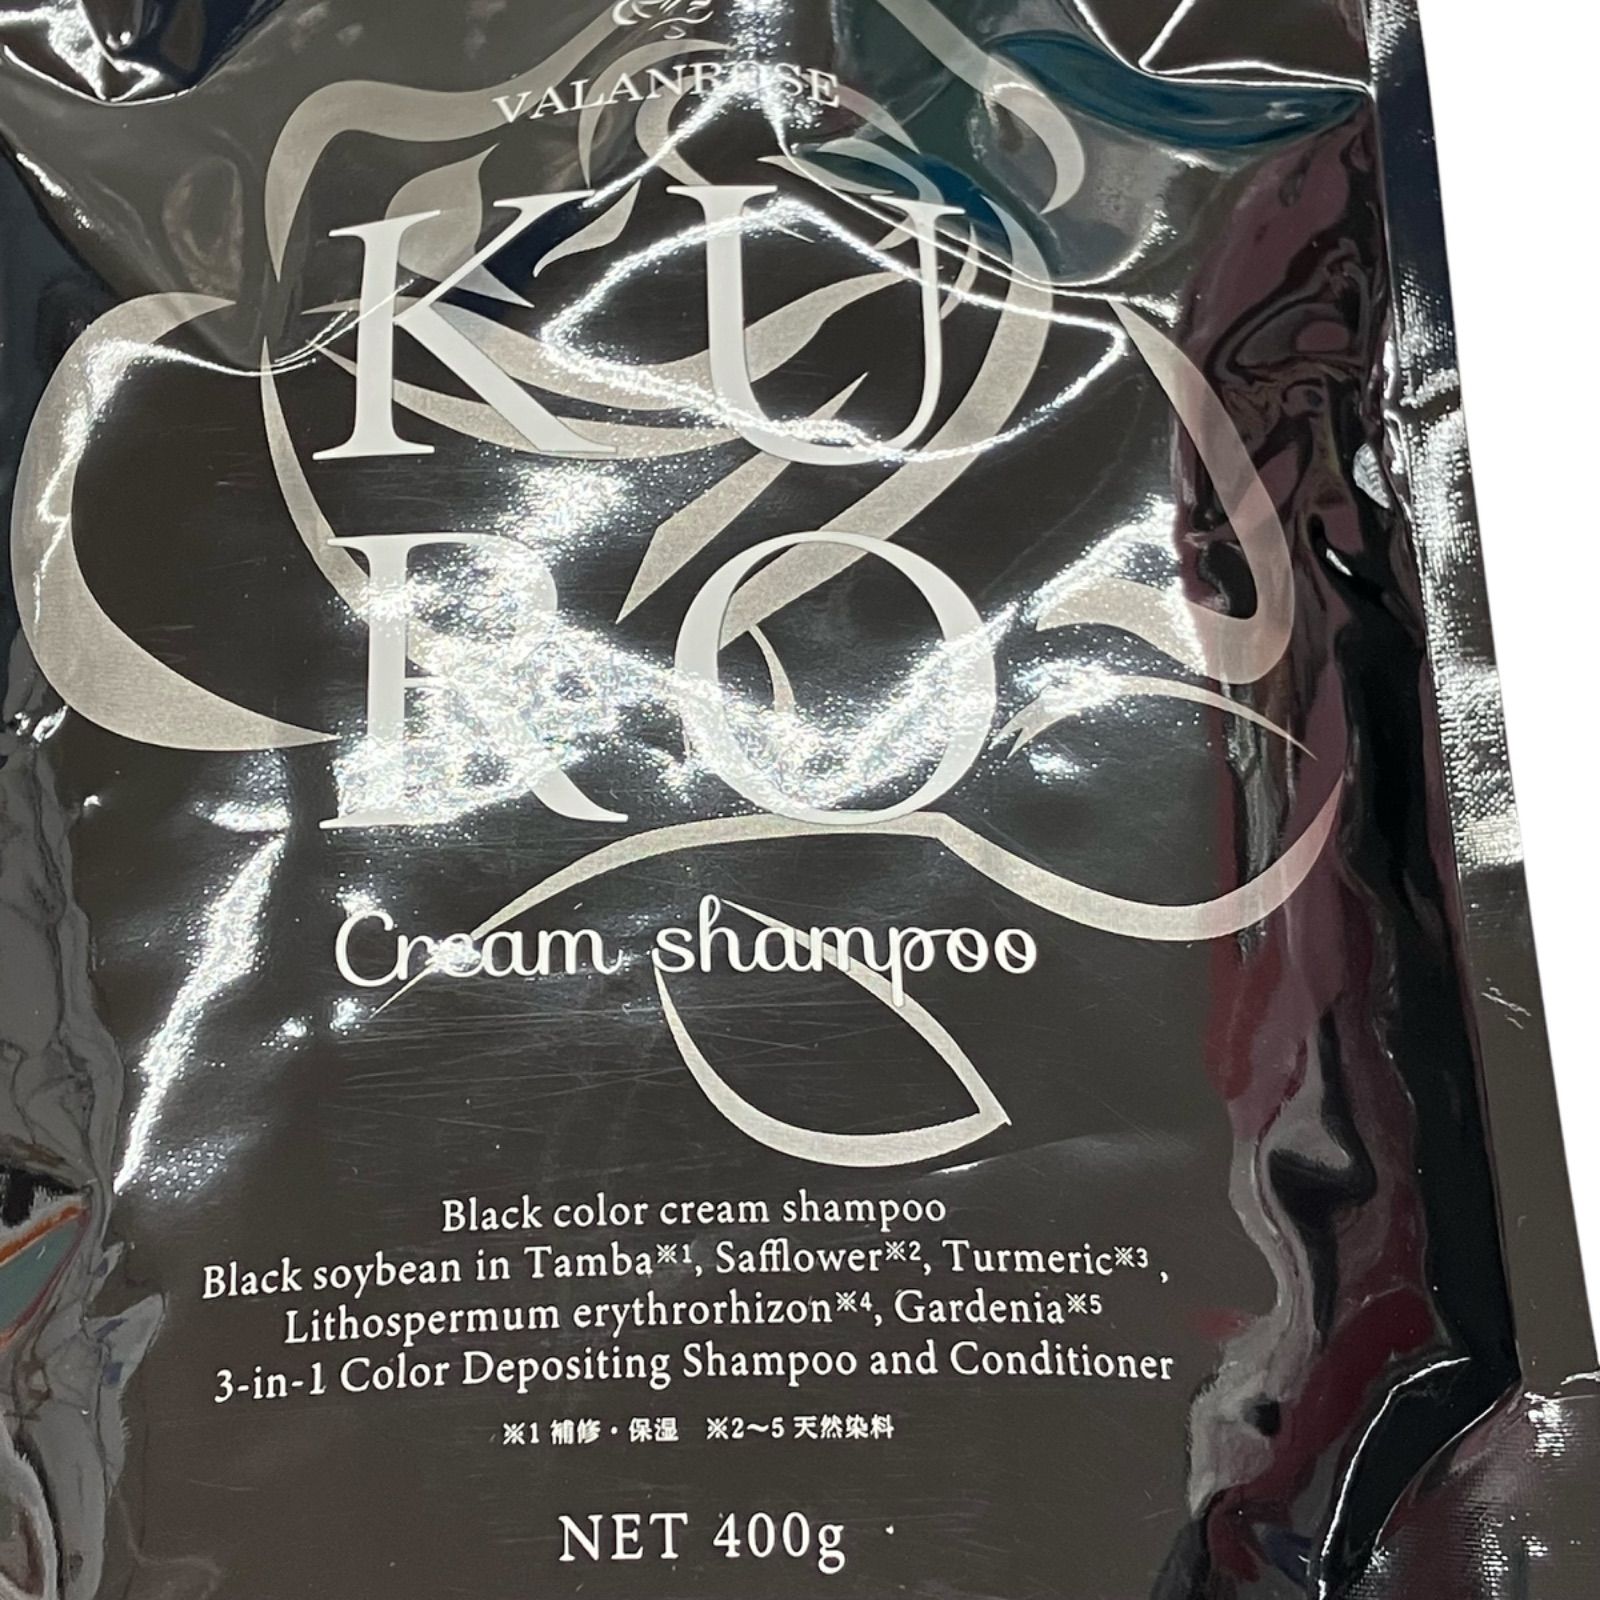 VALANROSE
KU
RO
Cream shampoo
Black color cream shampoo
Black soybean in Tamba※1, Safflower※2, Turmeric※3 ,
Lithospermum erythrorhizon※4, Gardenia※5
3-in-1 Color Depositing Shampoo and Conditioner
※1 補修・保湿 ※2〜5 天然染料
NET 400g